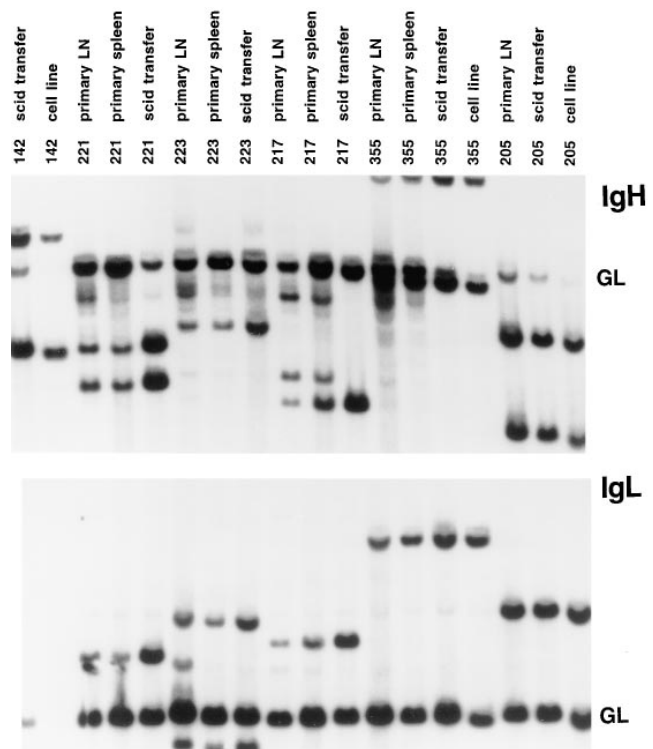 142 scid transfer
142 cell line
221 primary LN
221 primary spleen
221 scid transfer
223 primary LN
223 primary spleen
223 scid transfer
217 primary LN
217 primary spleen
217 scid transfer
355 primary LN
355 primary spleen
355 scid transfer
355 cell line
205 primary LN
205 scid transfer
205 cell line
IgH
GL
IgL
GL